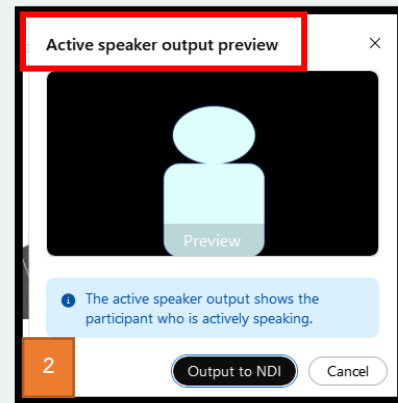 Active speaker output preview
Preview
The active speaker output shows the
participant who is actively speaking.
2
Output to NDI
Cancel